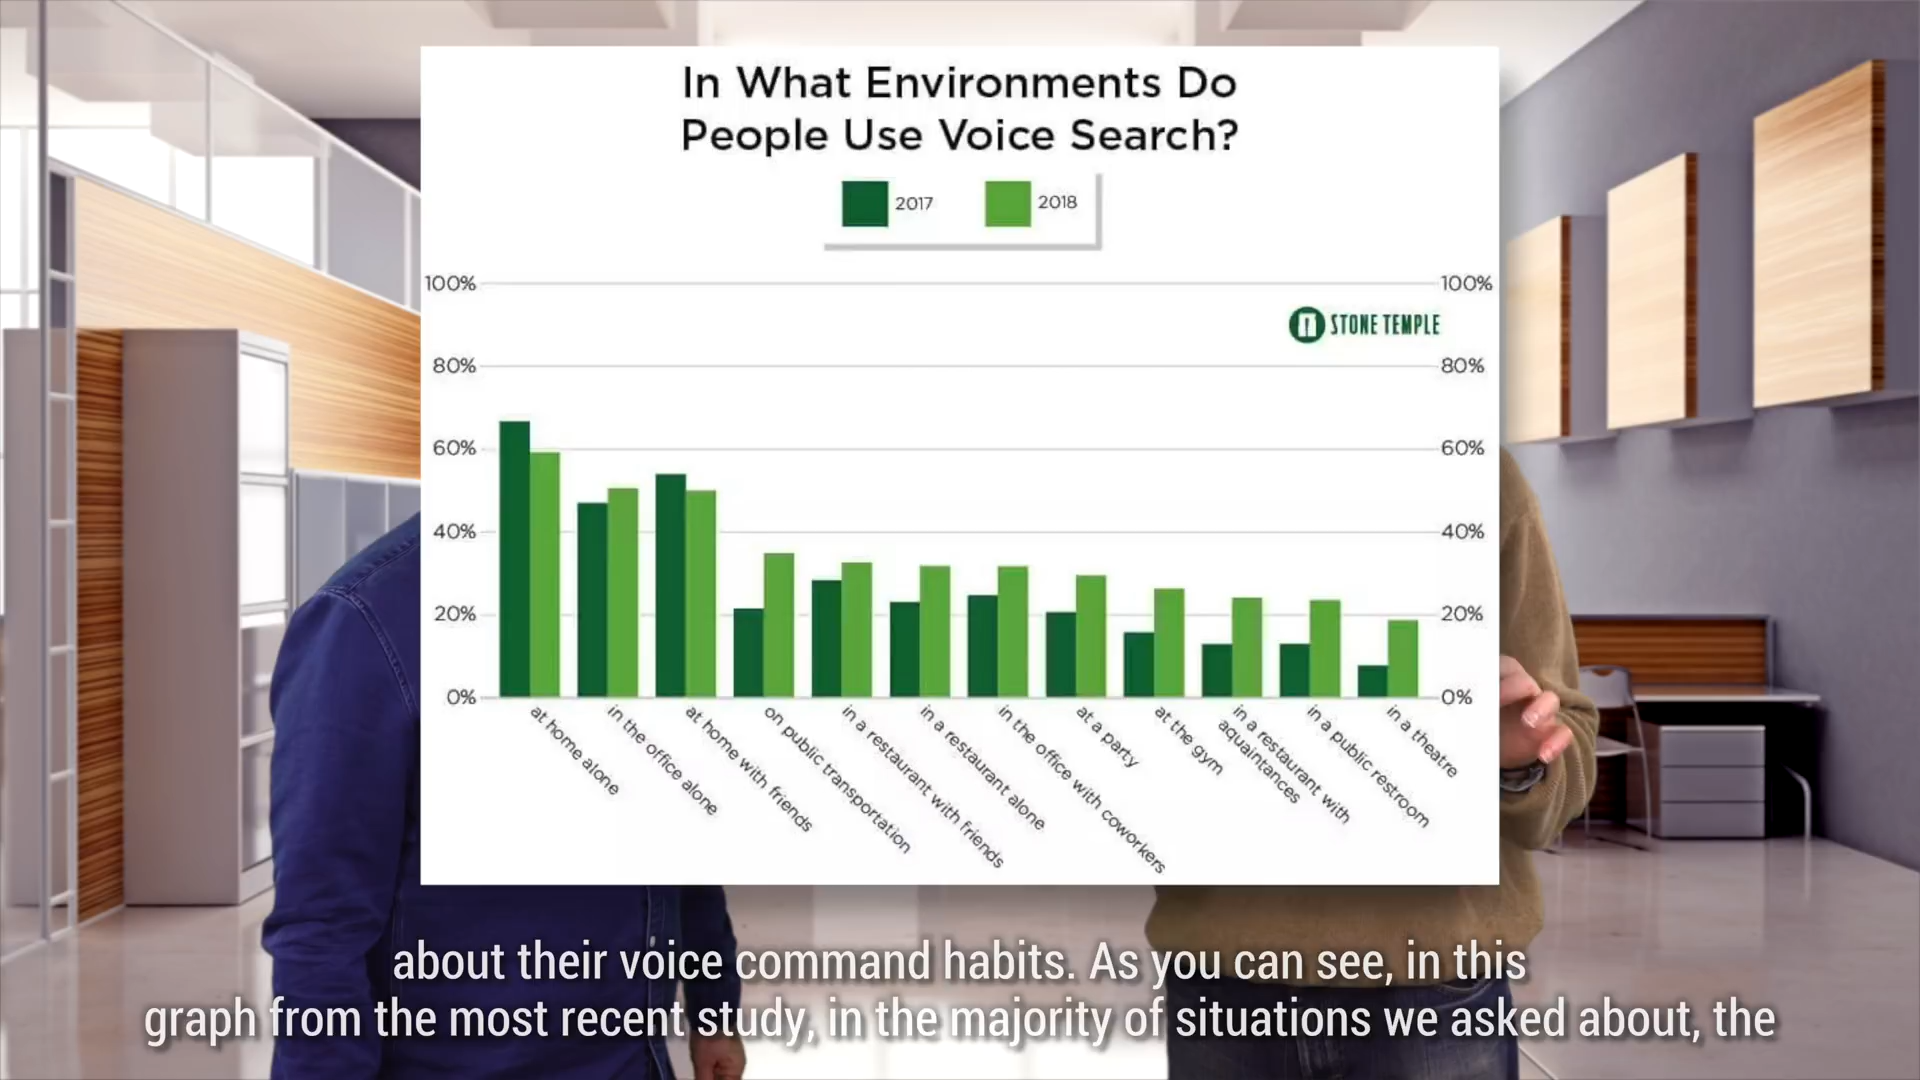 In What Environments Do
People Use Voice Search?
2017
2018
100%
100%
STONE TEMPLE
80%
80%
60%
60%
40%
40%
20%
20%
0%
0%
at home alone
in the office alone
at home with friends
on public transportation
in a restaurant with friends
in a restaurant alone
in the office with coworkers
at a party
at the gym
in a restaurant with
aquaintances
in a public restroom
in a theatre
about their voice command habits. As you can see, in this
graph from the most recent study, in the majority of situations we asked about, the